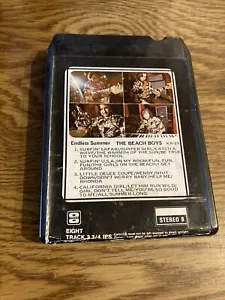 Endless Summer THE BEACH BOYS
1. SURFIN' SAFARI/SURFER GIRL/CATCH A
WAVE/THE WARMTH OF THE SUN/BE TRUE
TO YOUR SCHOOL
2. SURFIN' U.S.A./IN MY ROOM/FUN, FUN,
FUN/THE GIRLS ON THE BEACH/I GET
AROUND
3. LITTLE DEUCE COUPE/WENDY/SHUT
DOWN/DON'T WORRY BABY/HELP ME/
RHONDA
4. CALIFORNIA GIRL/LET HIM RUN WILD/
GIRL DON'T TELL ME/YOU'RE SO GOOD
TO ME/ALL SUMMER LONG
8
EIGHT
TRACK 3 3/4 IPS
STEREO 8